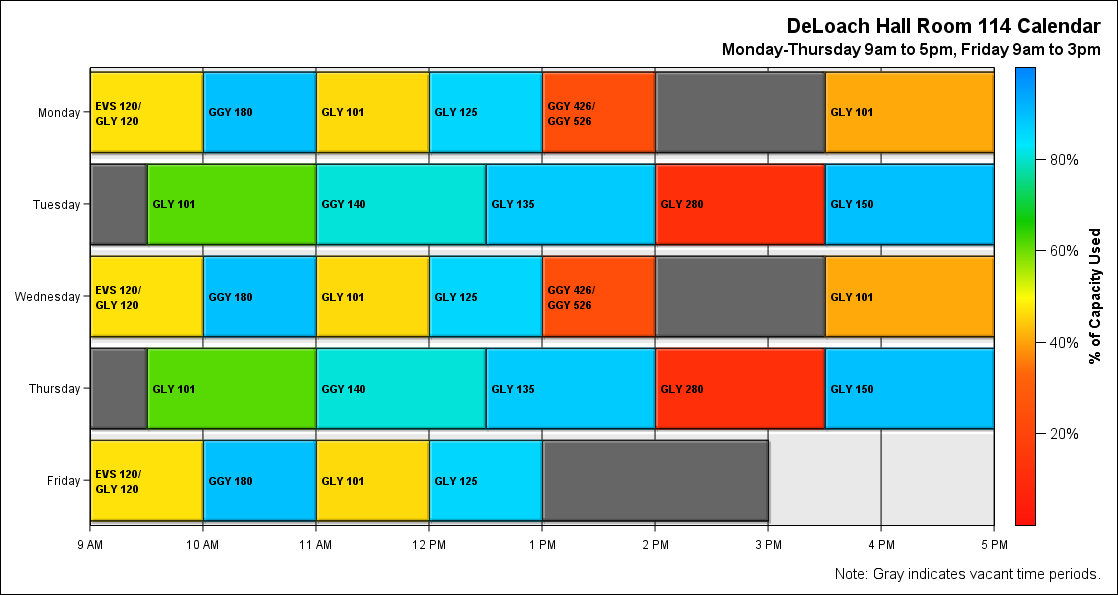 DeLoach Hall Room 114 Calendar
Monday-Thursday 9am to 5pm, Friday 9am to 3pm
Monday
EVS 120/
GLY 120
GGY 180
GLY 101
GLY 125
GGY 426/
GGY 526
GLY 101
Tuesday
GLY 101
GGY 140
GLY 135
GLY 280
GLY 150
Wednesday
EVS 120/
GLY 120
GGY 180
GLY 101
GLY 125
GGY 426/
GGY 526
GLY 101
Thursday
GLY 101
GGY 140
GLY 135
GLY 280
GLY 150
Friday
EVS 120/
GLY 120
GGY 180
GLY 101
GLY 125
9 AM
10 AM
11 AM
12 PM
1 PM
2 PM
3 PM
4 PM
5 PM
80%
60%
40%
20%
% of Capacity Used
Note: Gray indicates vacant time periods.